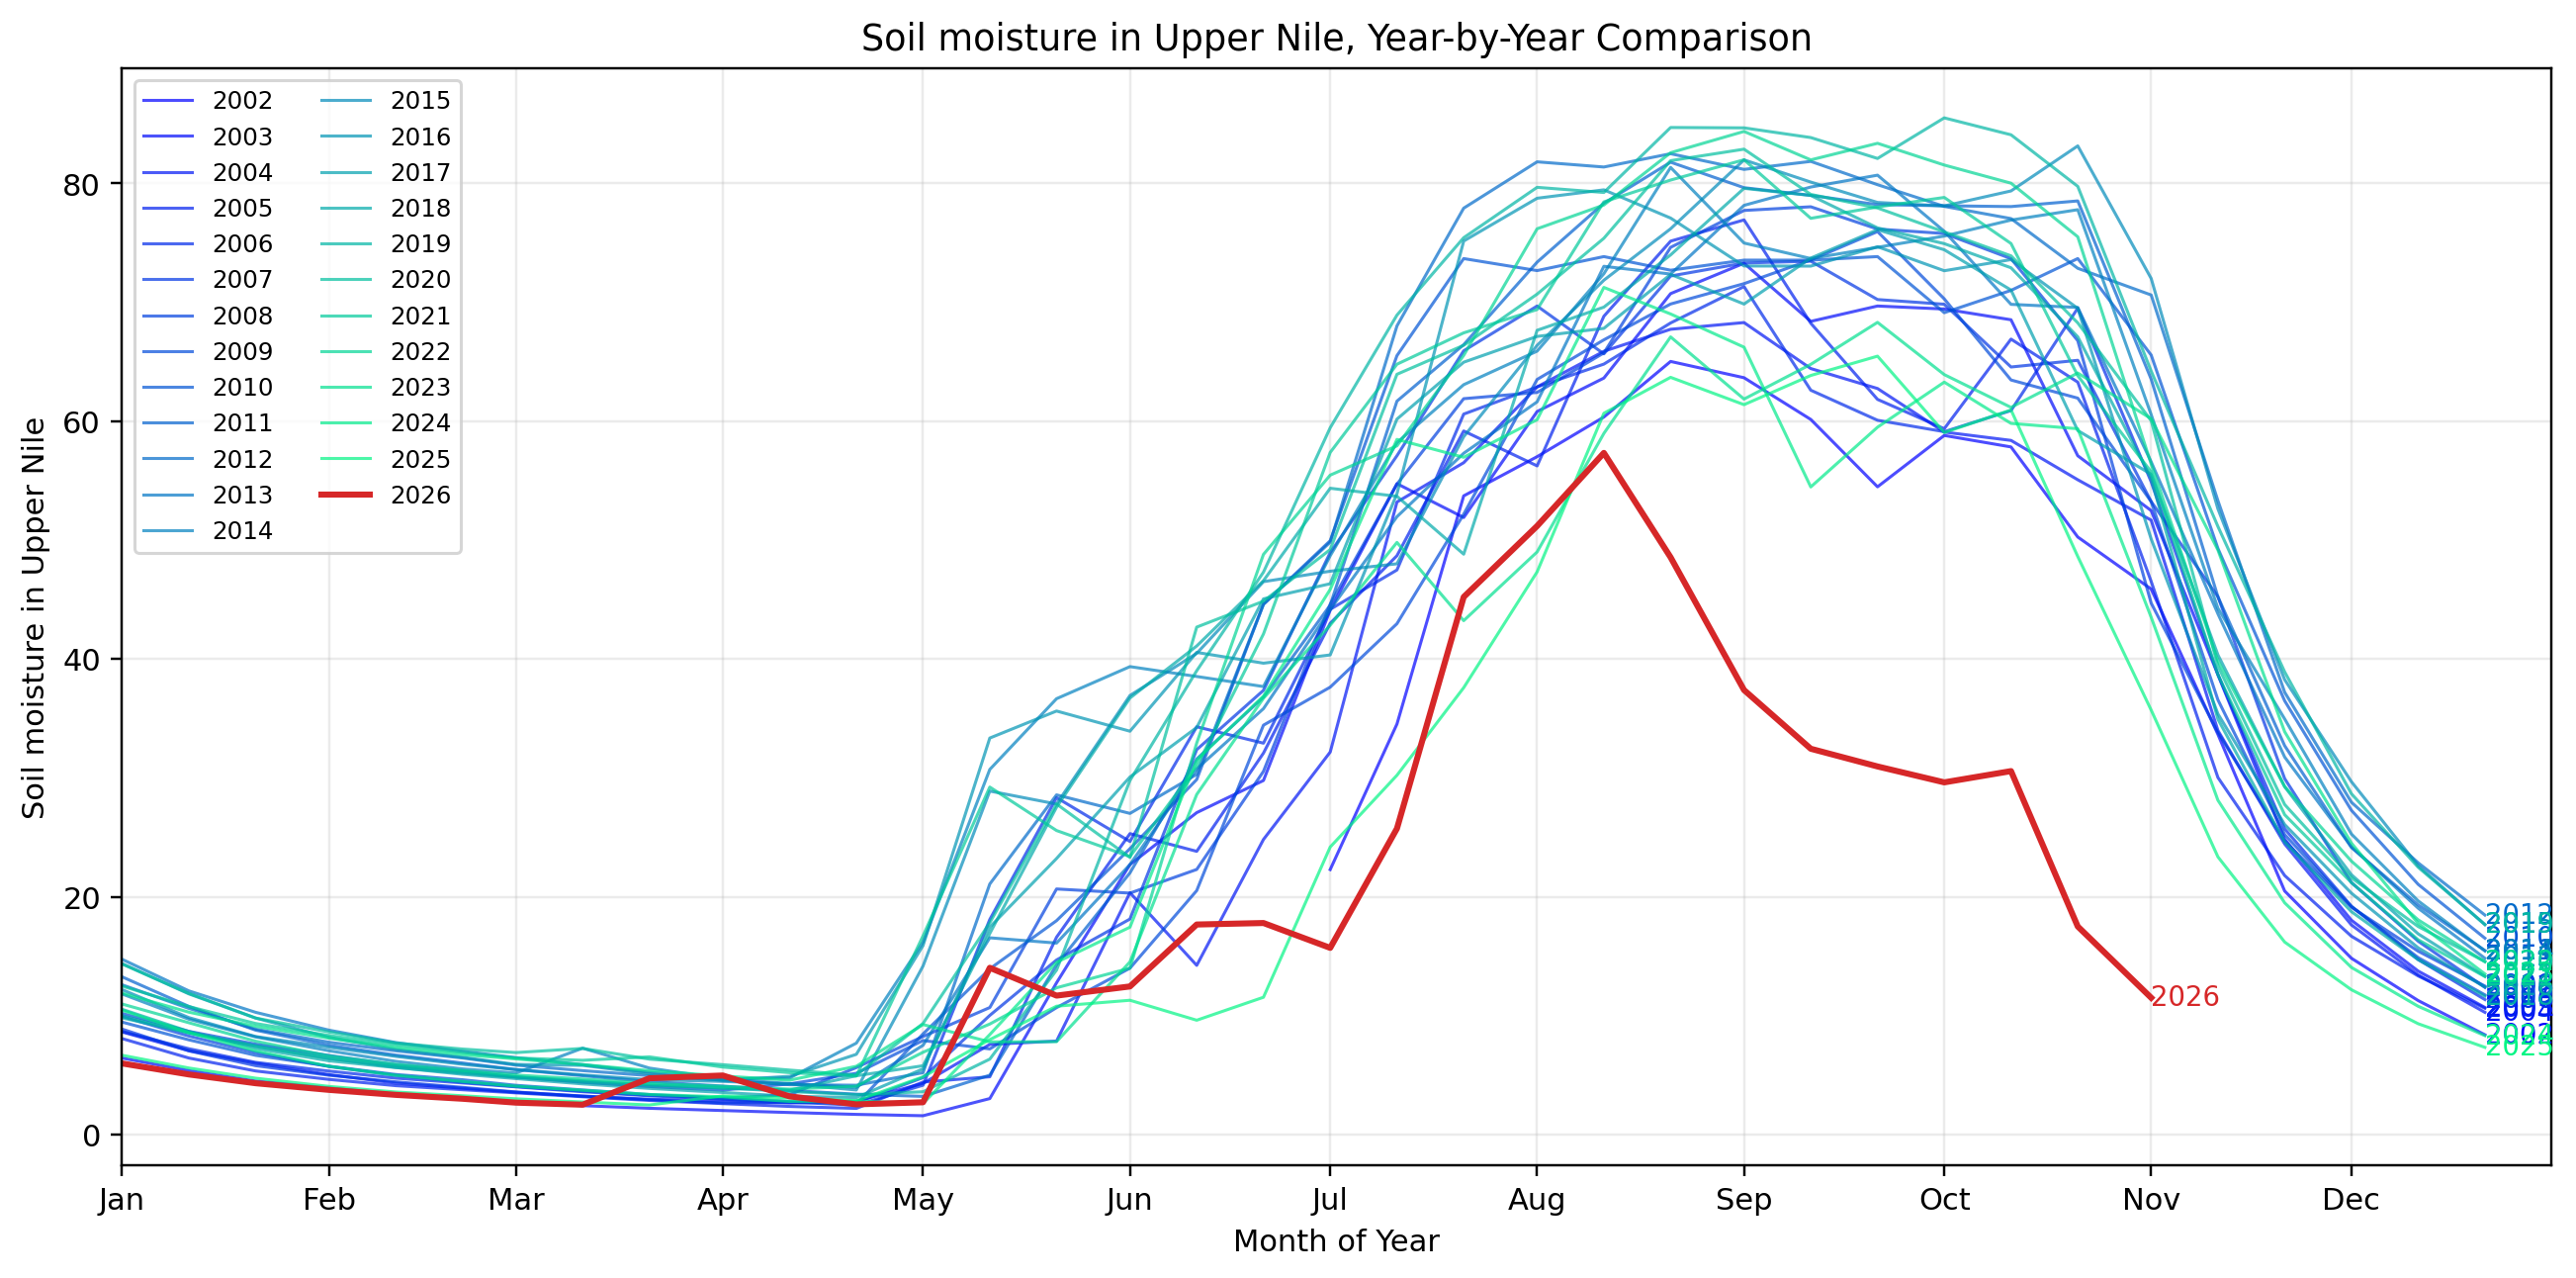 Soil moisture in Upper Nile, Year-by-Year Comparison
Soil moisture in Upper Nile
80
60
40
20
0
2002
2003
2004
2005
2006
2007
2008
2009
2010
2011
2012
2013
2014
2015
2016
2017
2018
2019
2020
2021
2022
2023
2024
2025
2026
2026
Jan
Feb
Mar
Apr
May
Jun
Jul
Aug
Sep
Oct
Nov
Dec
Month of Year